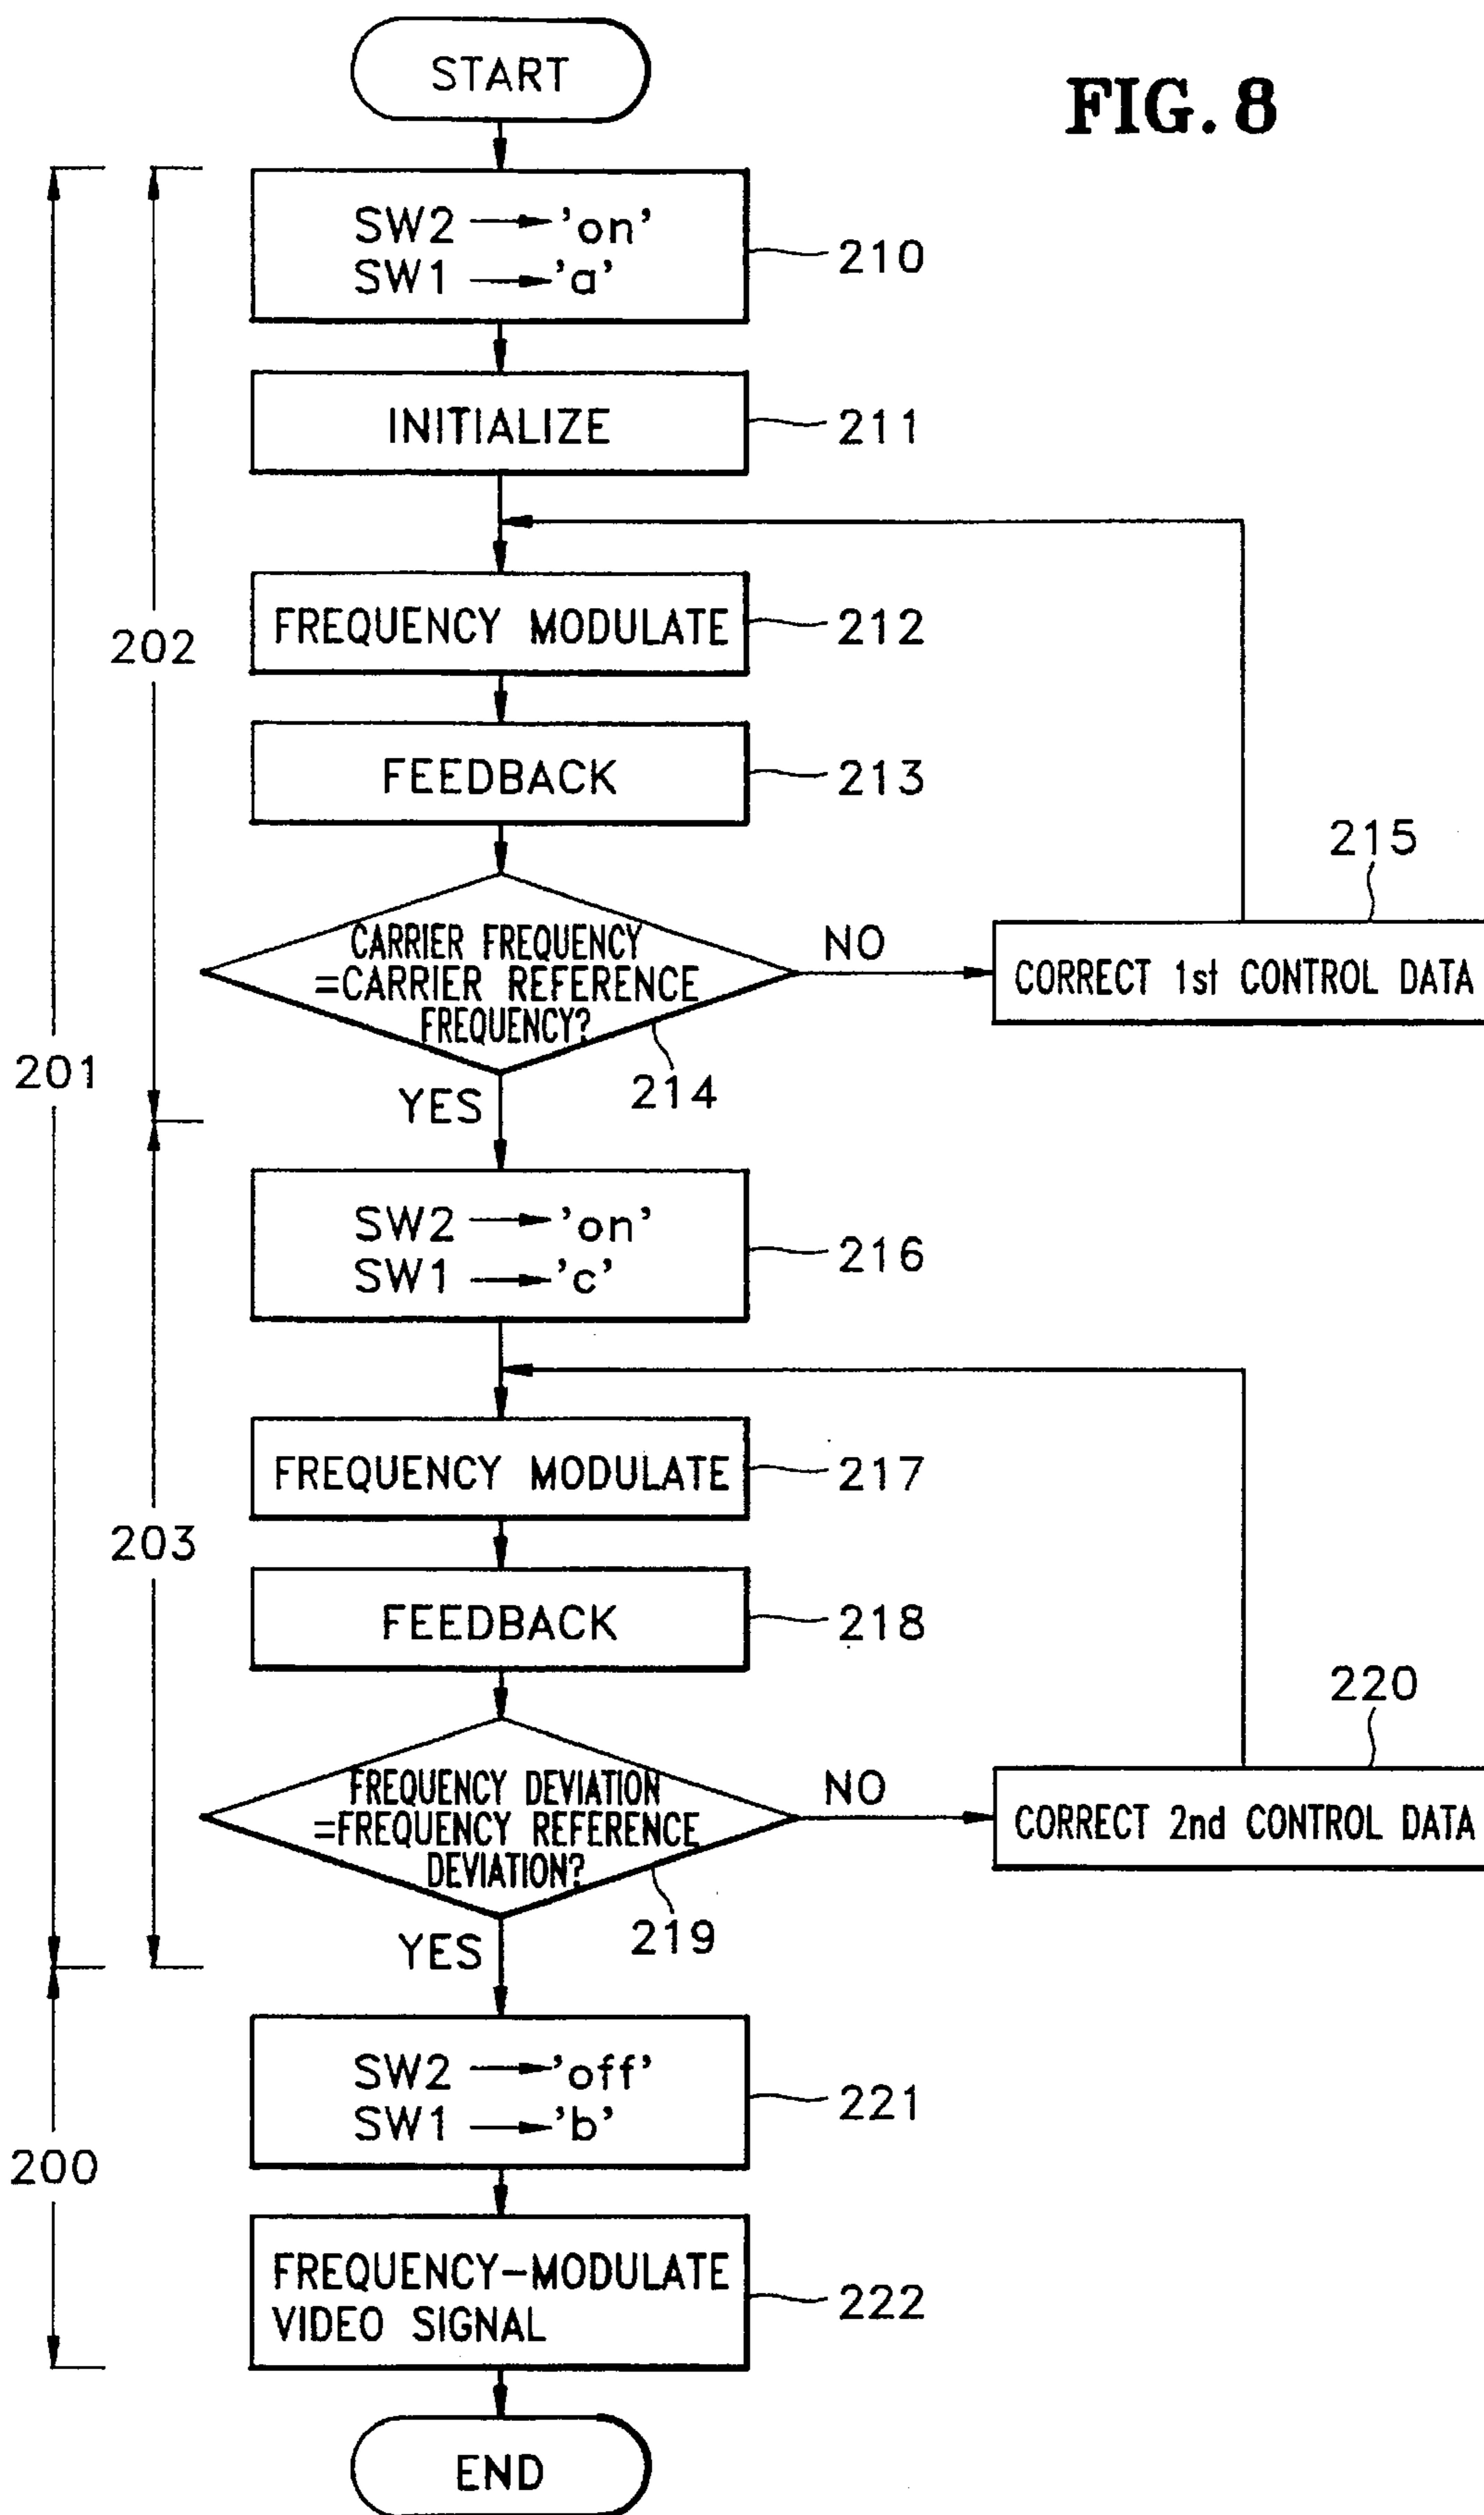 START
FIG. 8
SW2 → 'on'
SW1 → 'a'
210
INITIALIZE
211
FREQUENCY MODULATE
212
202
FEEDBACK
213
215
CARRIER FREQUENCY
=CARRIER REFERENCE
FREQUENCY?
NO
CORRECT 1st CONTROL DATA
201
214
YES
SW2 → 'on'
SW1 → 'c'
216
FREQUENCY MODULATE
217
203
FEEDBACK
218
220
FREQUENCY DEVIATION
=FREQUENCY REFERENCE
DEVIATION?
NO
CORRECT 2nd CONTROL DATA
219
YES
SW2 → 'off'
SW1 → 'b'
221
200
FREQUENCY-MODULATE
VIDEO SIGNAL
222
END